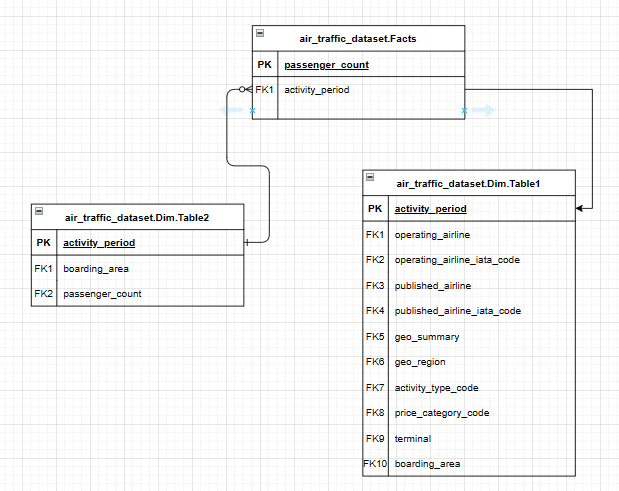 air_traffic_dataset.Facts
PK passenger_count
FK1 activity_period
air_traffic_dataset.Dim.Table1
PK activity_period
FK1 operating_airline
FK2 operating_airline_iata_code
FK3 published_airline
FK4 published_airline_iata_code
FK5 geo_summary
FK6 geo_region
FK7 activity_type_code
FK8 price_category_code
FK9 terminal
FK10 boarding_area
air_traffic_dataset.Dim.Table2
PK activity_period
FK1 boarding_area
FK2 passenger_count